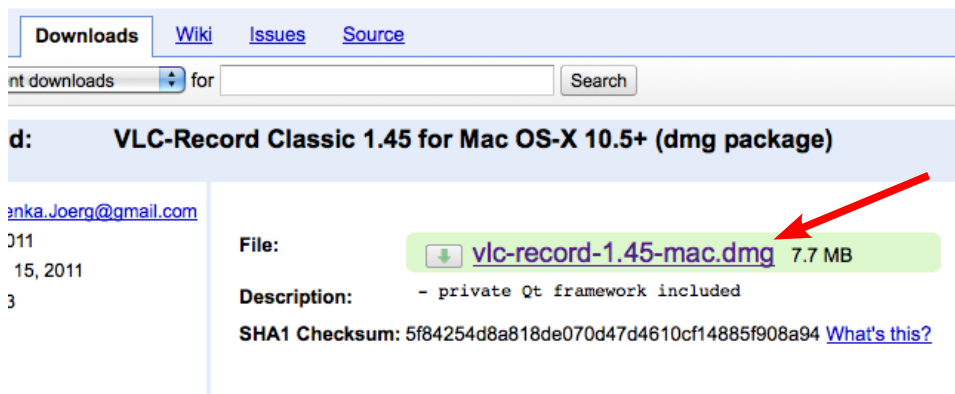 Downloads Wiki Issues Source
nt downloads for Search
d: VLC-Record Classic 1.45 for Mac OS-X 10.5+ (dmg package)
enka.Joerg@gmail.com
011
15, 2011
3
File: vlc-record-1.45-mac.dmg 7.7 MB
Description: - private Qt framework included
SHA1 Checksum: 5f84254d8a818de070d47d4610cf14885f908a94 What's this?